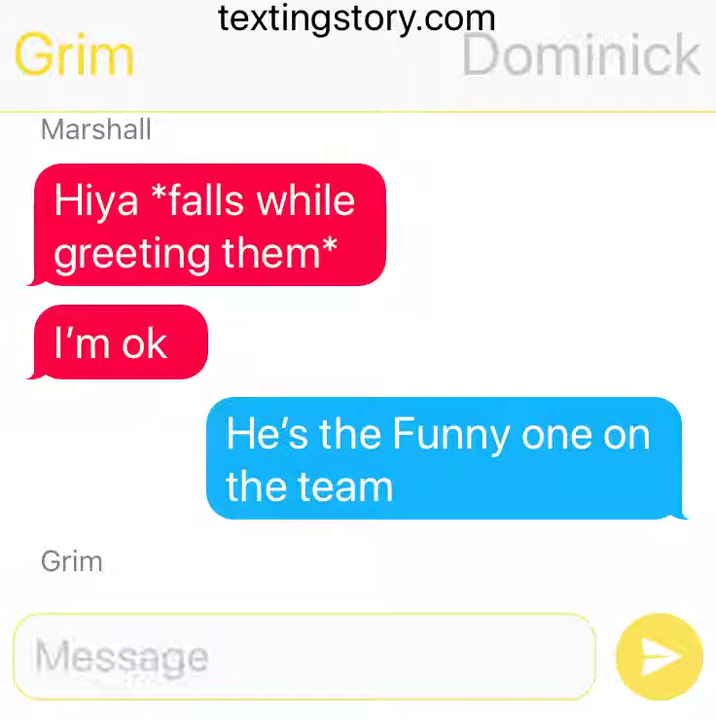 textingstory.com
Grim
Dominick
Marshall
Hiya *falls while
greeting them*
I'm ok
He's the Funny one on
the team
Grim
Message